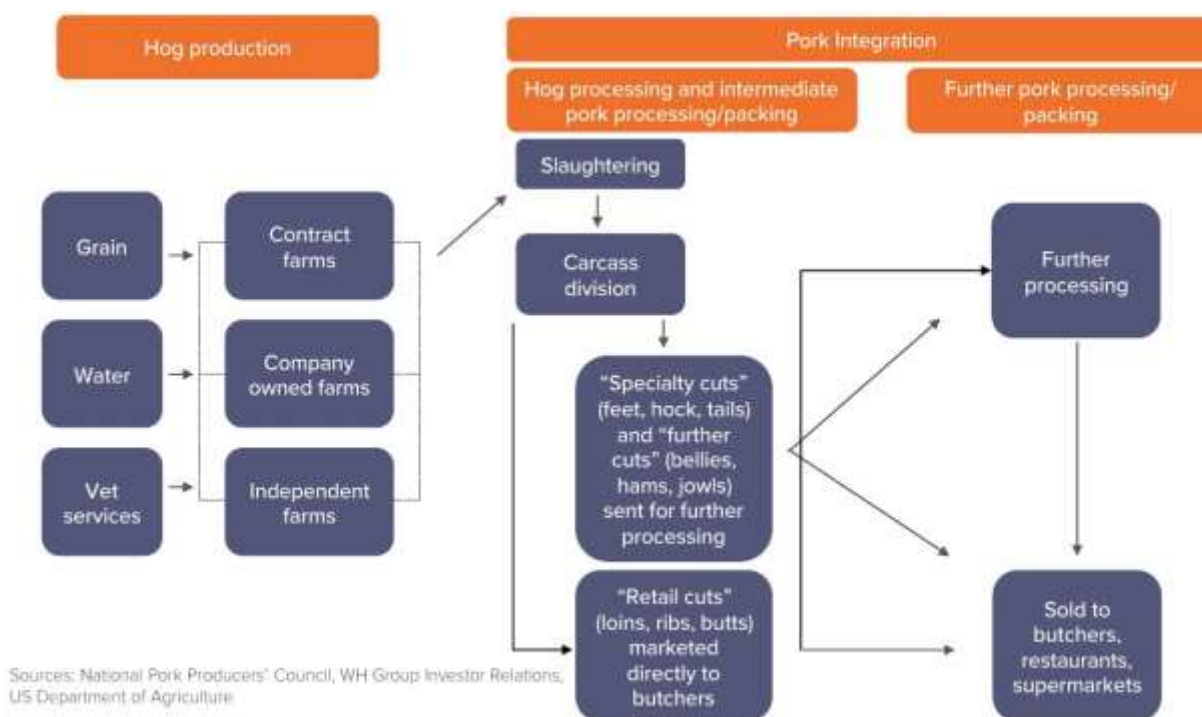 Hog production
Pork Integration
Hog processing and intermediate
pork processing/packing
Further pork processing/
packing
Slaughtering
Grain
Contract
farms
Carcass
division
Further
processing
Water
Company
owned farms
"Specialty cuts"
(feet, hock, tails)
and "further
cuts" (bellies,
hams, jowls)
sent for further
processing
Vet
services
Independent
farms
"Retail cuts"
(loins, ribs, butts)
marketed
directly to
butchers
Sold to
butchers,
restaurants,
supermarkets
Sources: National Pork Producers' Council, WH Group Investor Relations,
US Department of Agriculture